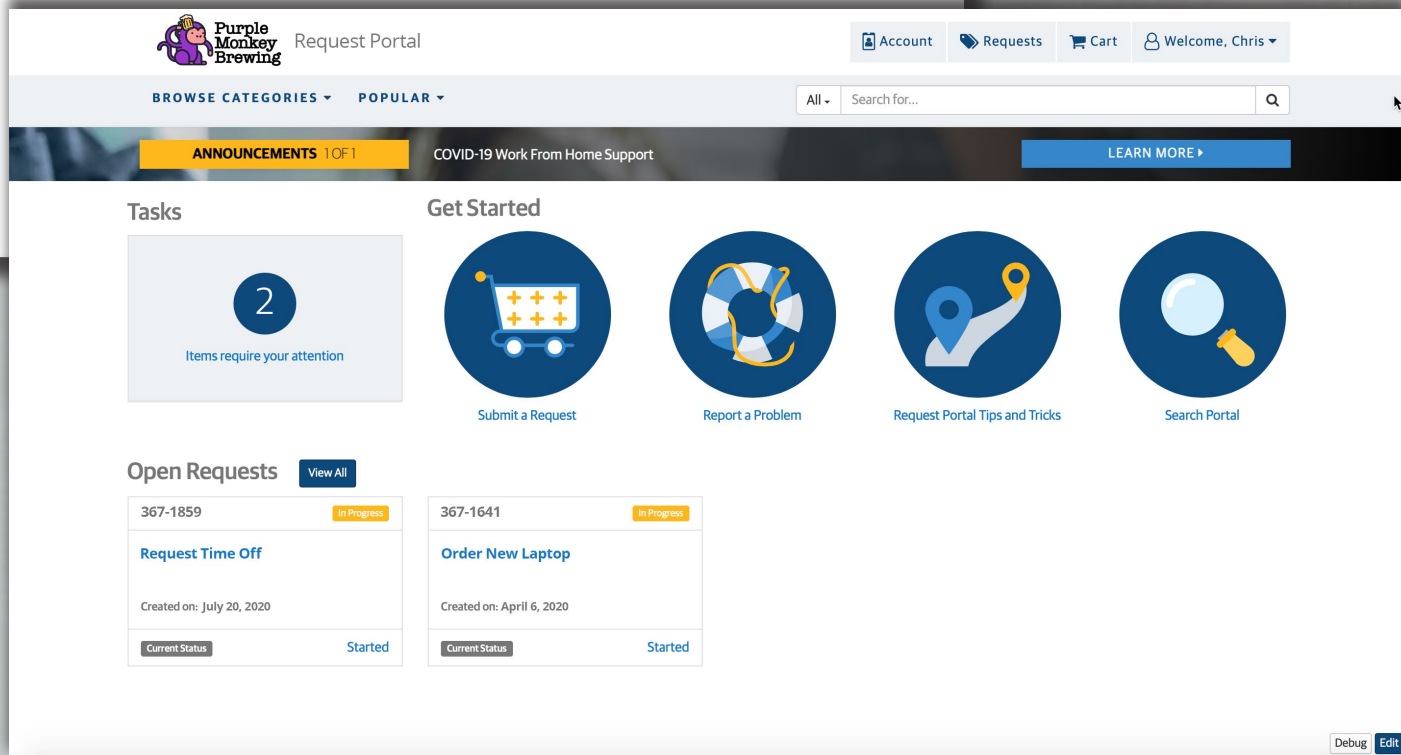 Purple
Monkey
Brewing
Request Portal
Account
Requests
Cart
Welcome, Chris
BROWSE CATEGORIES
POPULAR
All
Search for...
ANNOUNCEMENTS 1 OF 1
COVID-19 Work From Home Support
LEARN MORE
Tasks
2
Items require your attention
Get Started
Submit a Request
Report a Problem
Request Portal Tips and Tricks
Search Portal
Open Requests
View All
367-1859
In Progress
Request Time Off
Created on: July 20, 2020
Current Status
Started
367-1641
In Progress
Order New Laptop
Created on: April 6, 2020
Current Status
Started
Debug
Edit